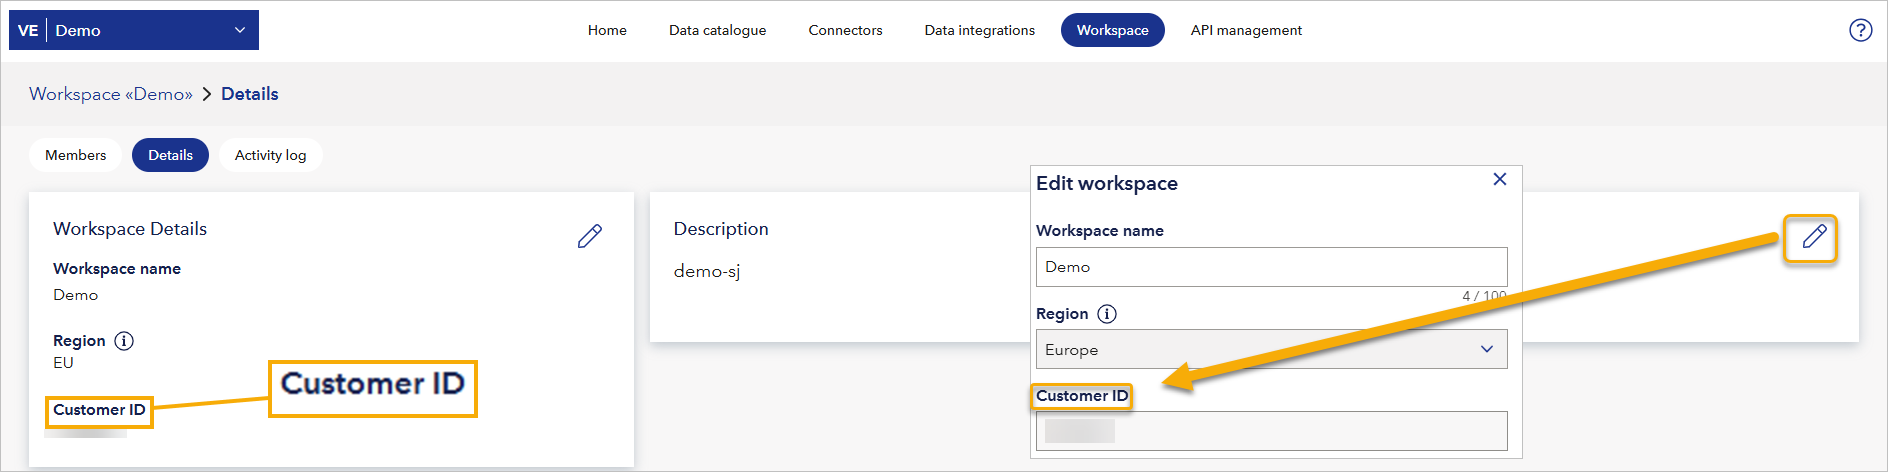 VE Demo
Home Data catalogue Connectors Data integrations Workspace API management
Workspace «Demo» > Details
Members Details Activity log
Workspace Details
Workspace name
Demo
Region
EU
Customer ID
Customer ID
Description
demo-sj
Edit workspace
Workspace name
Demo
4 / 100
Region
Europe
Customer ID